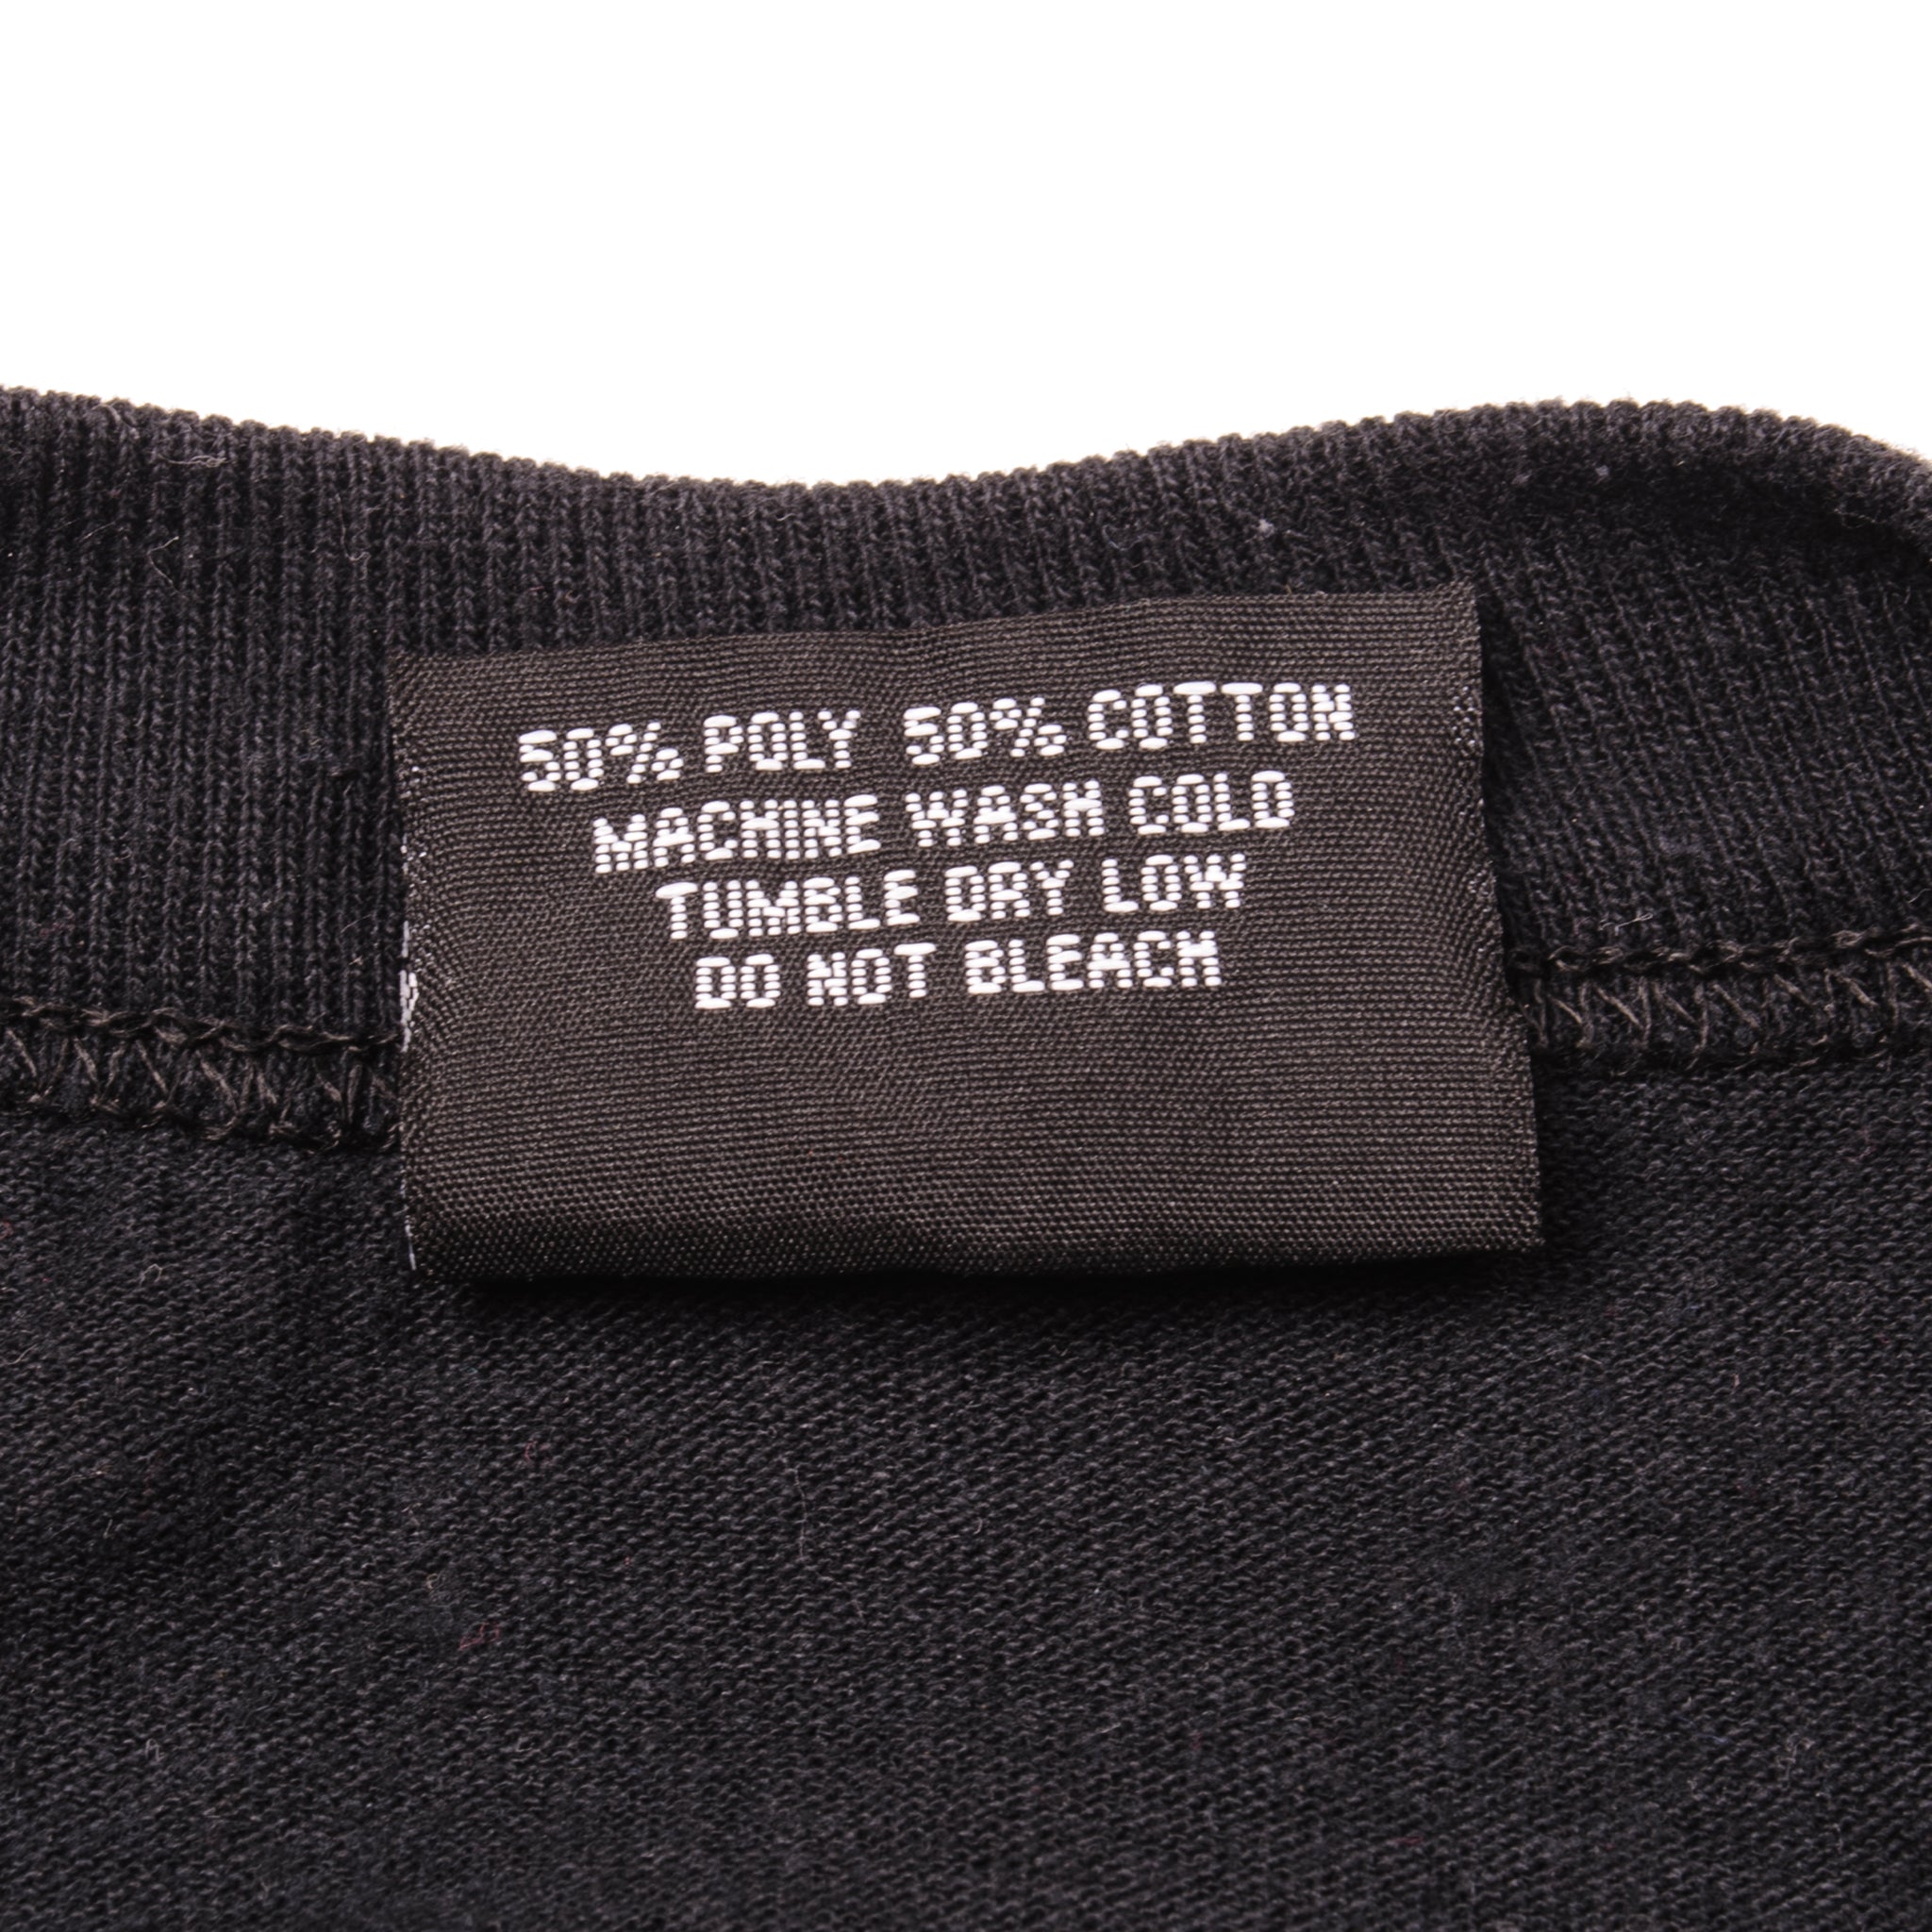 50% POLY 50% COTTON
MACHINE WASH COLD
TUMBLE DRY LOW
DO NOT BLEACH